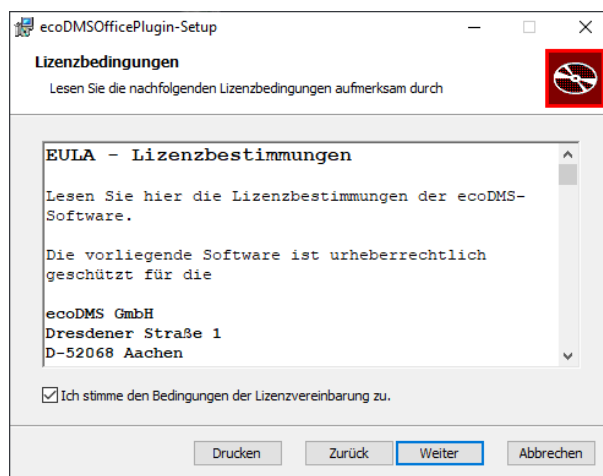 ecoDMSOfficePlugin-Setup
Lizenzbedingungen
Lesen Sie die nachfolgenden Lizenzbedingungen aufmerksam durch
EULA - Lizenzbestimmungen
Lesen Sie hier die Lizenzbestimmungen der ecoDMS-
Software.
Die vorliegende Software ist urheberrechtlich
geschützt für die
ecoDMS GmbH
Dresdener Straße 1
D-52068 Aachen
Ich stimme den Bedingungen der Lizenzvereinbarung zu.
Drucken Zurück Weiter Abbrechen